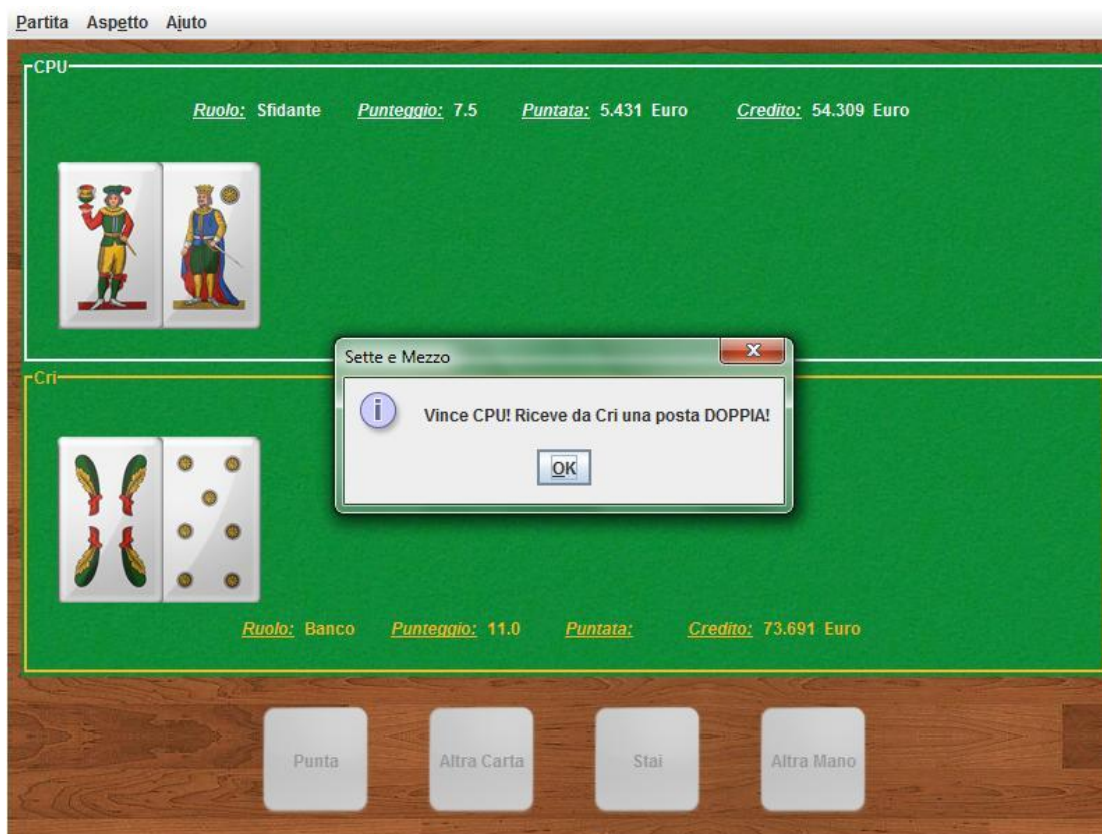 Partita Aspetto Aiuto
CPU
Ruolo: Sfidante Punteggio: 7.5 Puntata: 5.431 Euro Credito: 54.309 Euro
Sette e Mezzo
Vince CPU! Riceve da Cri una posta DOPPIA!
OK
Cri
Ruolo: Banco Punteggio: 11.0 Puntata: Credito: 73.691 Euro
Punta Altra Carta Stai Altra Mano